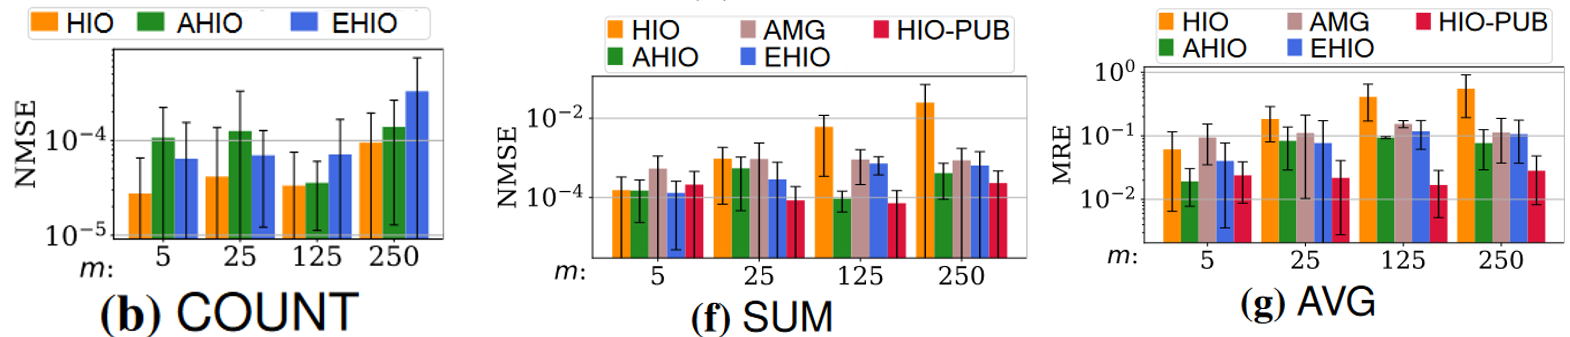 HIO AHIO EHIO
NMSE
10⁻⁴
10⁻⁵
m: 5 25 125 250
(b) COUNT
HIO AMG HIO-PUB
AHIO EHIO
NMSE
10⁻²
10⁻⁴
m: 5 25 125 250
(f) SUM
HIO AMG HIO-PUB
AHIO EHIO
MRE
10⁰
10⁻¹
10⁻²
m: 5 25 125 250
(g) AVG